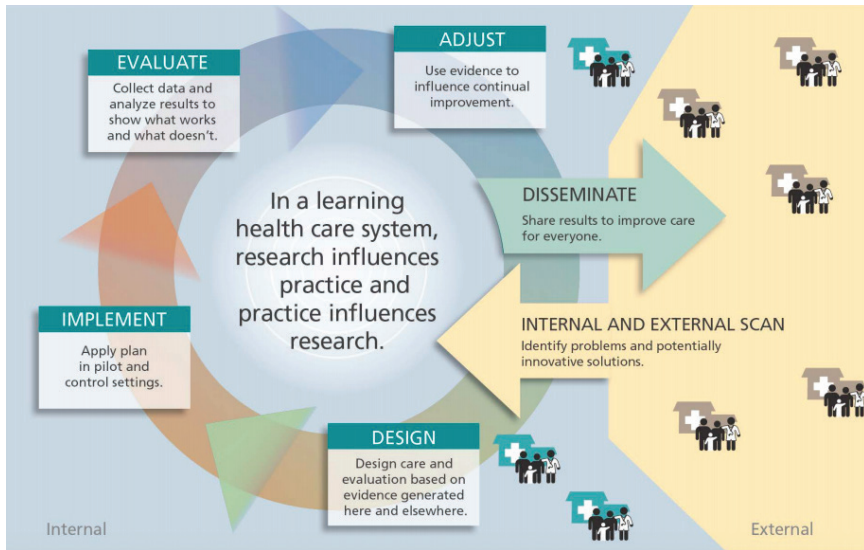 EVALUATE
Collect data and
analyze results to
show what works
and what doesn't.
ADJUST
Use evidence to
influence continual
improvement.
In a learning
health care system,
research influences
practice and
practice influences
research.
DISSEMINATE
Share results to improve care
for everyone.
INTERNAL AND EXTERNAL SCAN
Identify problems and potentially
innovative solutions.
IMPLEMENT
Apply plan
in pilot and
control settings.
DESIGN
Design care and
evaluation based on
evidence generated
here and elsewhere.
Internal
External